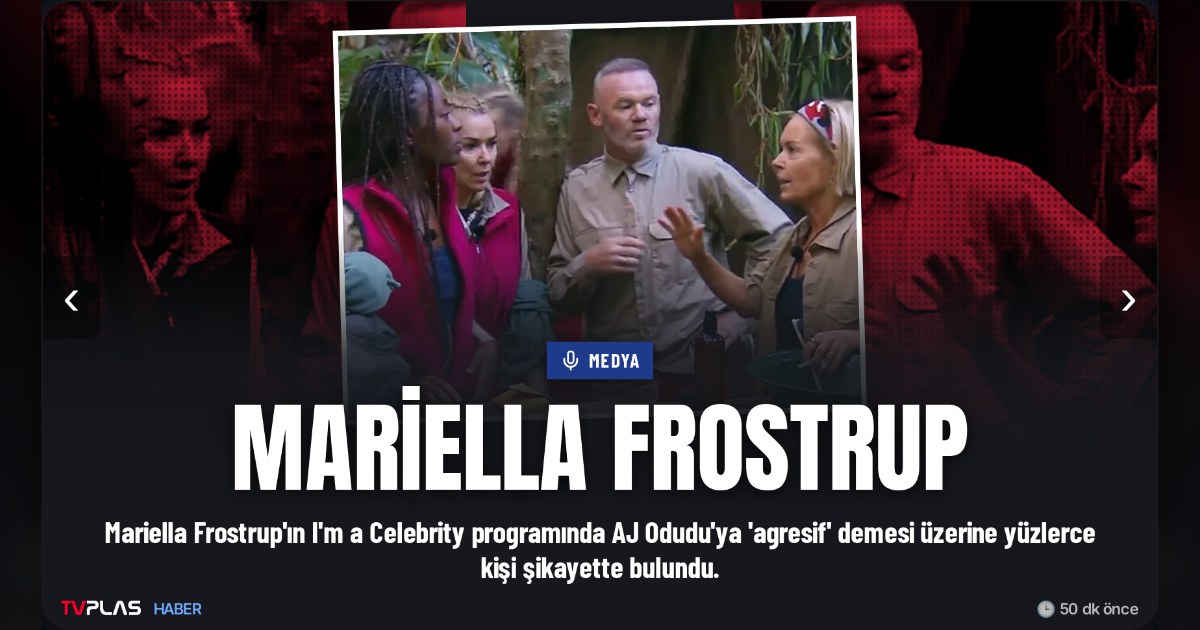 MEDYA
MARİELLA FROSTRUP
Mariella Frostrup'ın I'm a Celebrity programında AJ Odudu'ya 'agresif' demesi üzerine yüzlerce
kişi şikayette bulundu.
TVPLAS HABER
50 dk önce